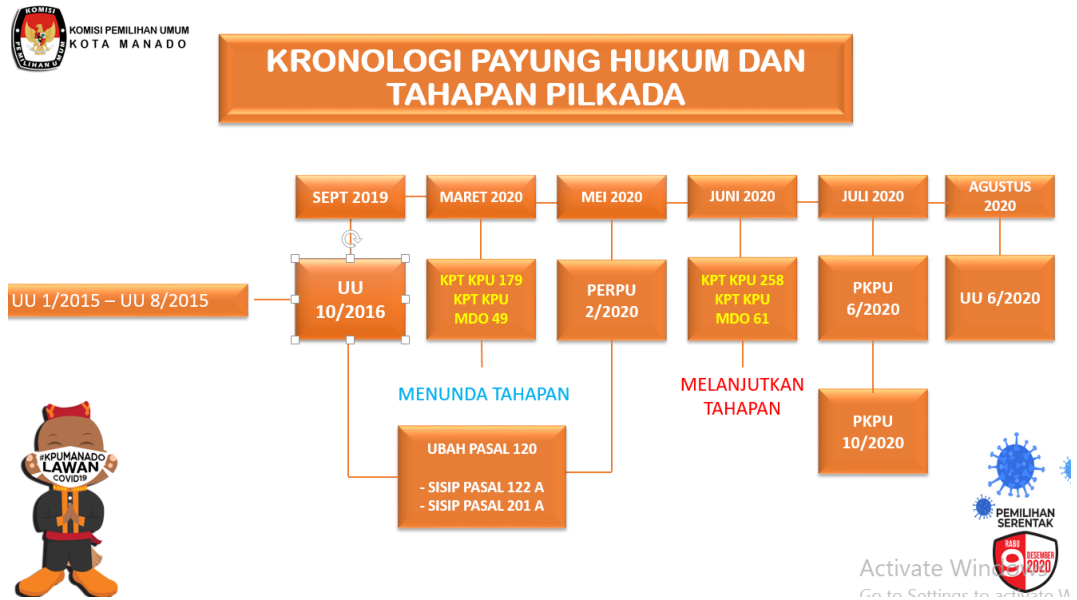 KOMISI PEMILIHAN UMUM
KOMISI PEMILIHAN UMUM
KOTA MANADO
KRONOLOGI PAYUNG HUKUM DAN
TAHAPAN PILKADA
SEPT 2019
MARET 2020
MEI 2020
JUNI 2020
JULI 2020
AGUSTUS
2020
UU 1/2015 – UU 8/2015
UU
10/2016
KPT KPU 179
KPT KPU
MDO 49
PERPU
2/2020
KPT KPU 258
KPT KPU
MDO 61
PKPU
6/2020
UU 6/2020
MENUNDA TAHAPAN
MELANJUTKAN
TAHAPAN
PKPU
10/2020
UBAH PASAL 120
- SISIP PASAL 122 A
- SISIP PASAL 201 A
#KPUMANADO
LAWAN
COVID19
PEMILIHAN
SERENTAK
RABU
9
DESEMBER
2020
Activate Windows
Go to Settings to activate W